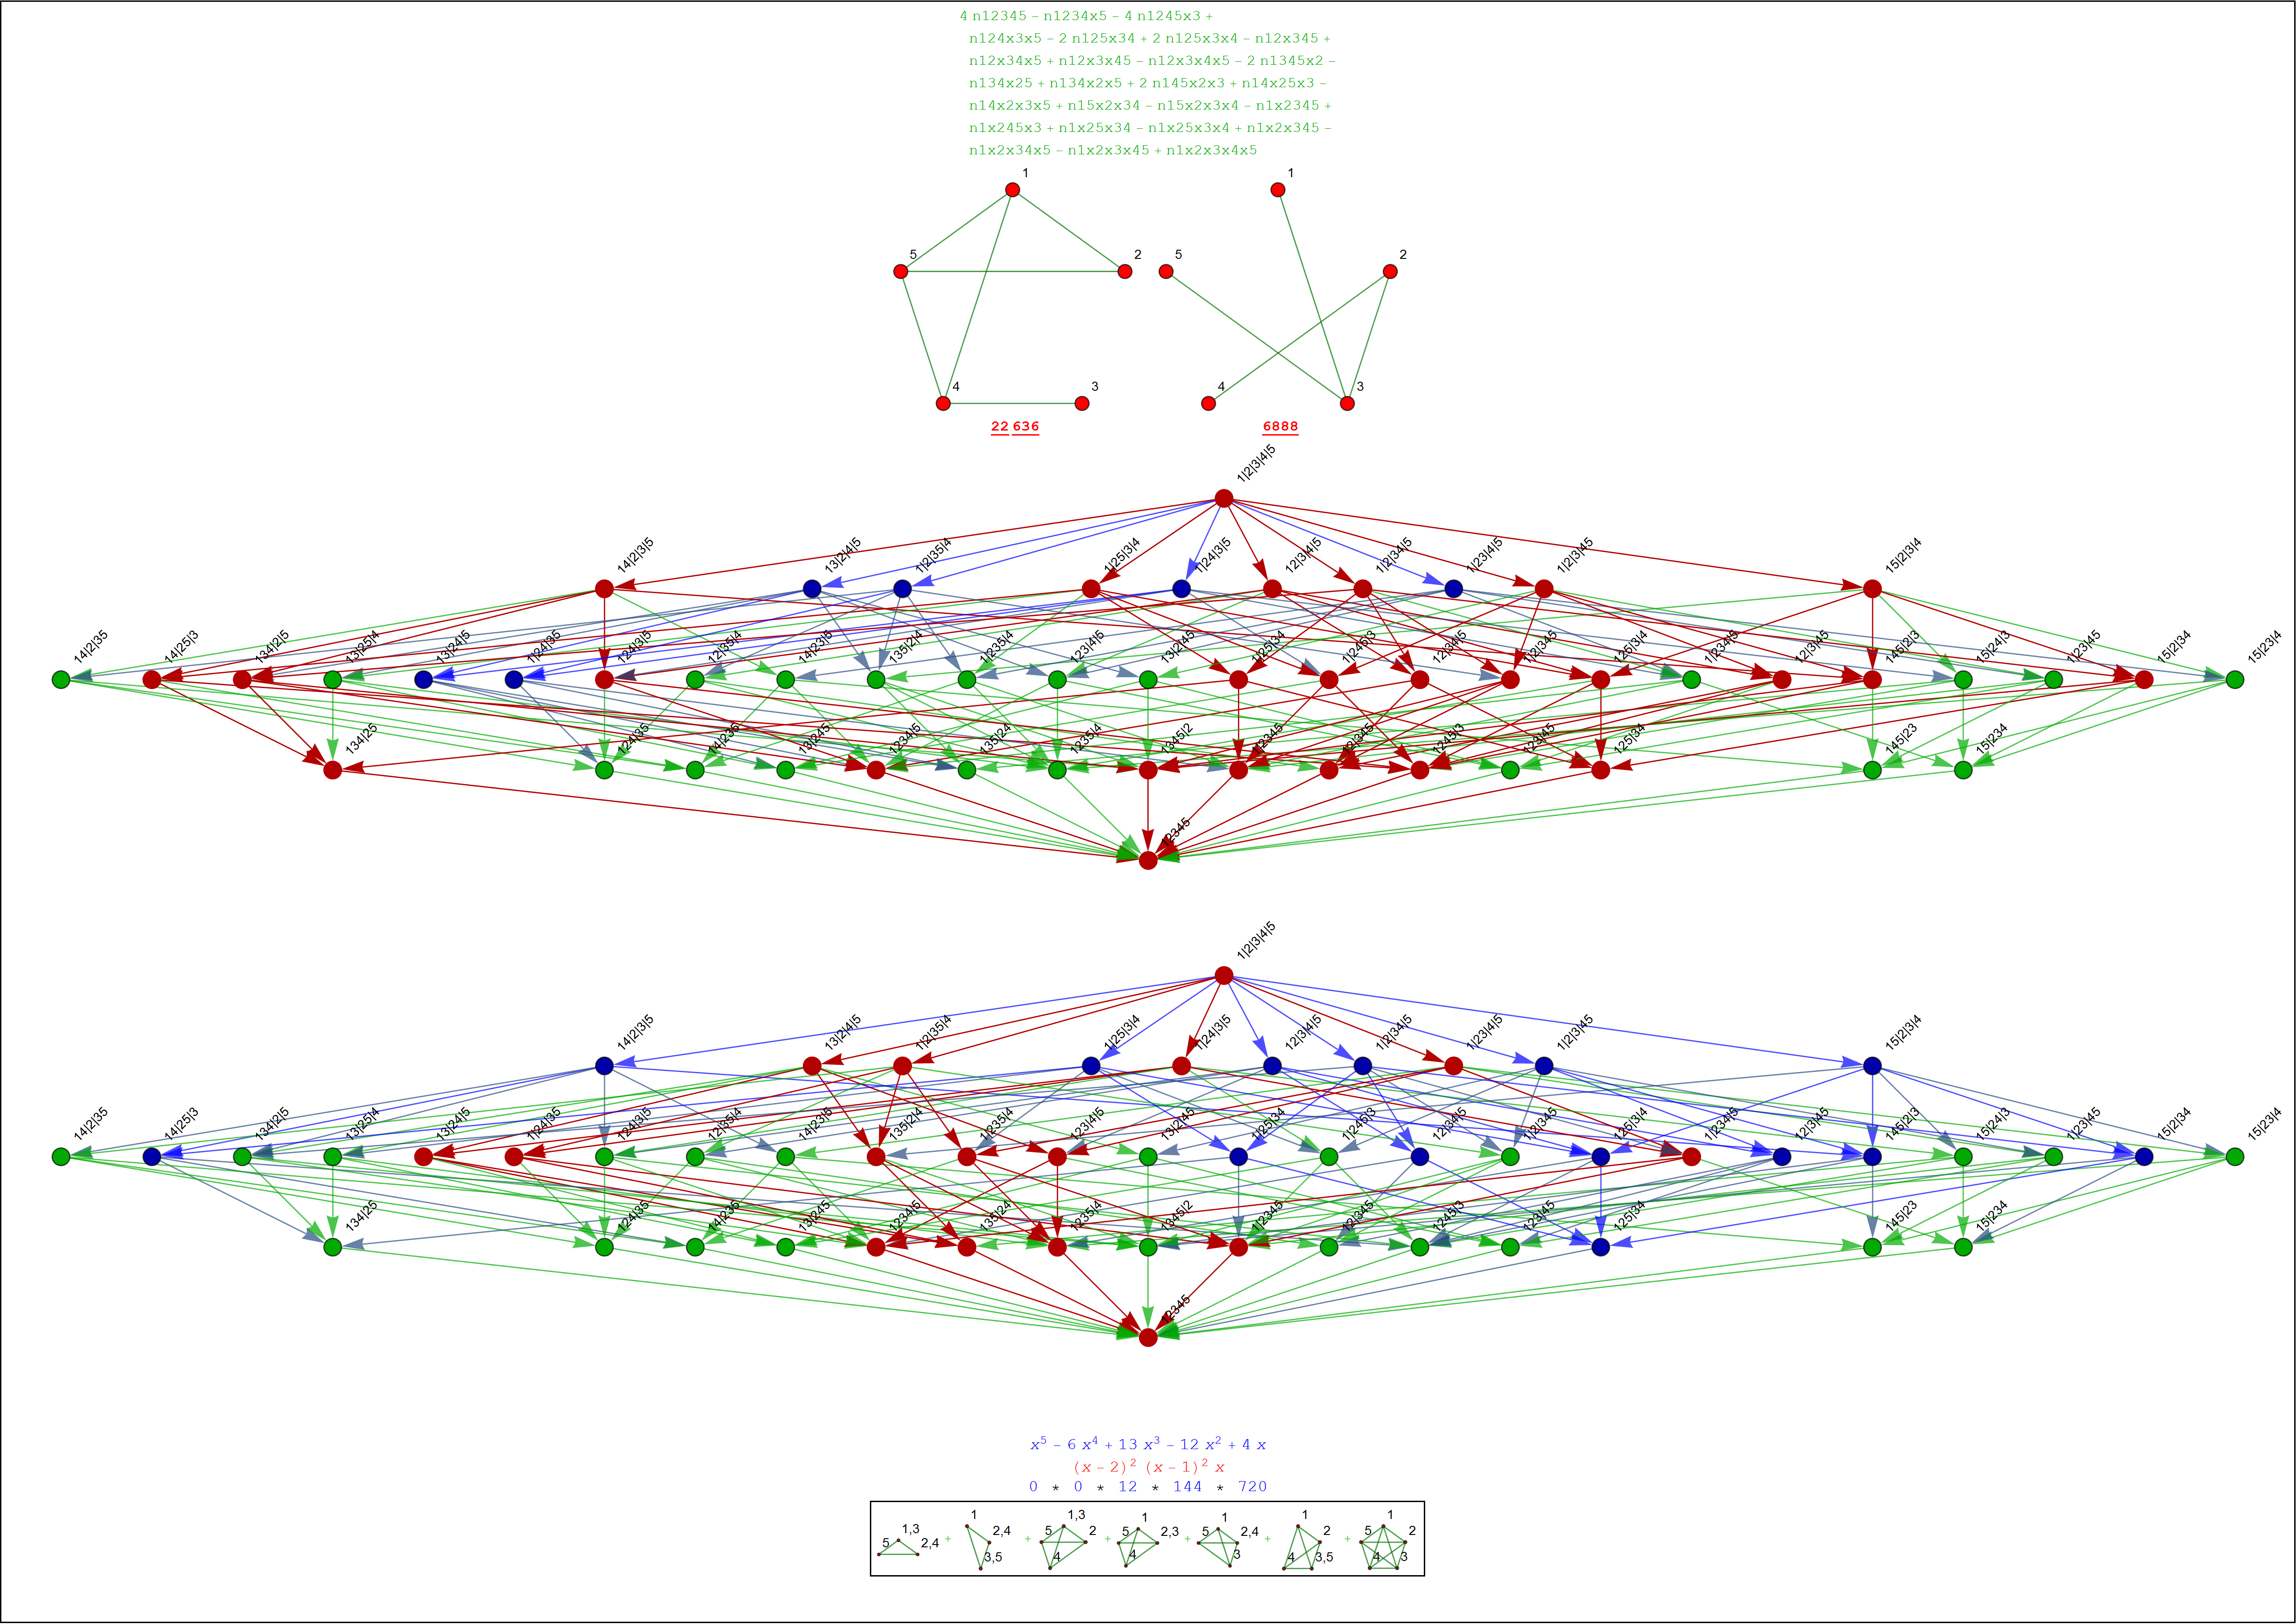 4 n12345 − n1234x5 − 4 n1245x3 +
n124x3x5 − 2 n125x34 + 2 n125x3x4 − n12x345 +
n12x34x5 + n12x3x45 − n12x3x4x5 − 2 n1345x2 −
n134x25 + n134x2x5 + 2 n145x2x3 + n14x25x3 −
n14x2x3x5 + n15x2x34 − n15x2x3x4 − n1x2345 +
n1x245x3 + n1x25x34 − n1x25x3x4 + n1x2x345 −
n1x2x34x5 − n1x2x3x45 + n1x2x3x4x5
1 1
5 2 5 2
4 3 4 3
22 636 6888
1|2|3|4|5
14|2|3|5 13|2|4|5 1|2|35|4 1|25|3|4 1|24|3|5 12|3|4|5 1|2|34|5 1|23|4|5 1|2|3|45 15|2|3|4
14|2|35 14|25|3 134|2|5 13|25|4 13|24|5 1|24|35 124|3|5 12|35|4 14|23|5 135|2|4 1|235|4 123|4|5 13|2|45 1|25|34 1|245|3 12|34|5 1|2|345 125|3|4 1|234|5 12|3|45 145|2|3 15|24|3 1|23|45 15|2|34 15|23|4
134|25 124|35 14|235 13|245 1234|5 135|24 1235|4 1345|2 1|2345 12|345 1245|3 123|45 125|34 145|23 15|234
12345
1|2|3|4|5
14|2|3|5 13|2|4|5 1|2|35|4 1|25|3|4 1|24|3|5 12|3|4|5 1|2|34|5 1|23|4|5 1|2|3|45 15|2|3|4
14|2|35 14|25|3 134|2|5 13|25|4 13|24|5 1|24|35 124|3|5 12|35|4 14|23|5 135|2|4 1|235|4 123|4|5 13|2|45 1|25|34 1|245|3 12|34|5 1|2|345 125|3|4 1|234|5 12|3|45 145|2|3 15|24|3 1|23|45 15|2|34 15|23|4
134|25 124|35 14|235 13|245 1234|5 135|24 1235|4 1345|2 1|2345 12|345 1245|3 123|45 125|34 145|23 15|234
12345
x⁵ − 6 x⁴ + 13 x³ − 12 x² + 4 x
(x − 2)² (x − 1)² x
0 * 0 * 12 * 144 * 720
5 1,3 2,4 + 1 2,4 3,5 + 1,3 5 2 4 + 1 5 2,3 4 + 1 5 2,4 3 + 1 2 4 3,5 + 1 5 2 4 3